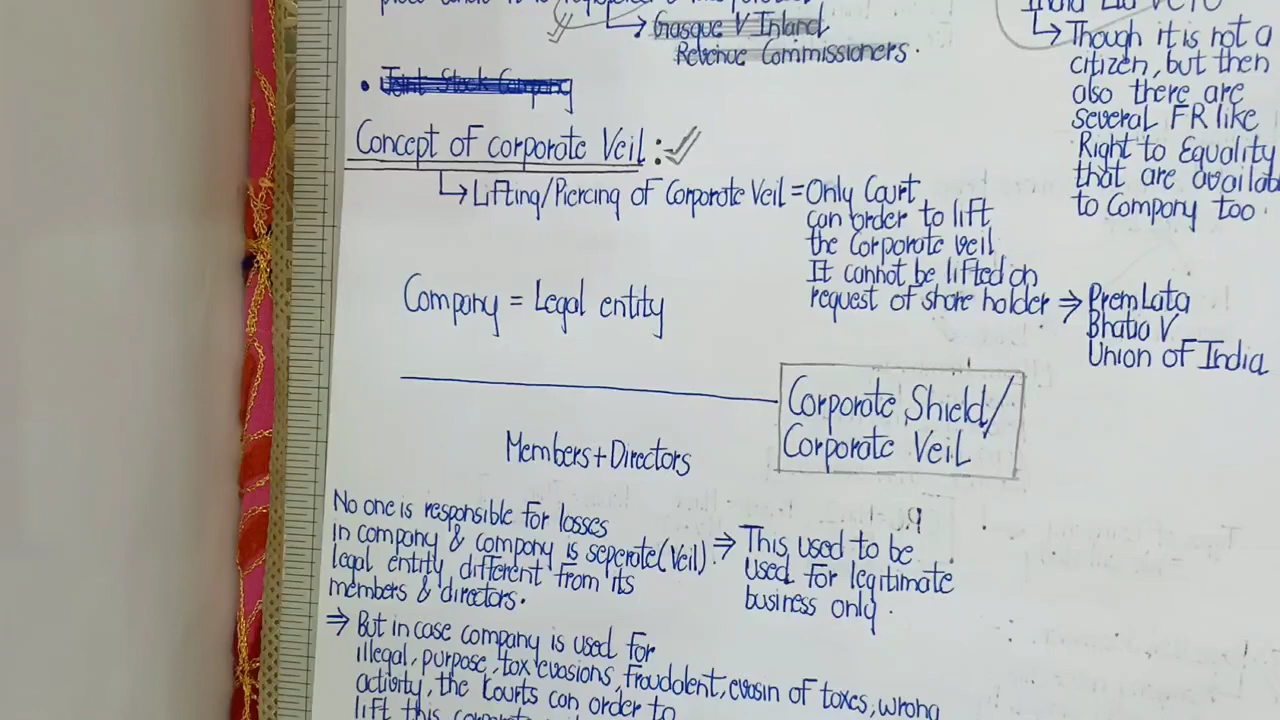 Gasque V Inland
Revenue Commissioners.
Though it is not a
citizen, but then
also there are
several FR like
Right to Equality
that are
to Company too.
• Joint Stock Company
Concept of corporate Veil:
Lifting/Piercing of Corporate Veil = Only Court
can order to lift
the Corporate veil
It cannot be lifted on
request of share holder ⇒ Prem Lata
Bhatia V
Union of India
Company = Legal entity
Corporate Shield/
Corporate Veil
Members + Directors
No one is responsible for losses
in company & company is seperate (Veil).
legal entity different from its
members & directors.
⇒ This used to be
used for legitimate
business only.
⇒ But in case company is used for
illegal, purpose, tax evasions, fraudolent, evasin of taxes, wrong
activity, the Courts can order to
lift this